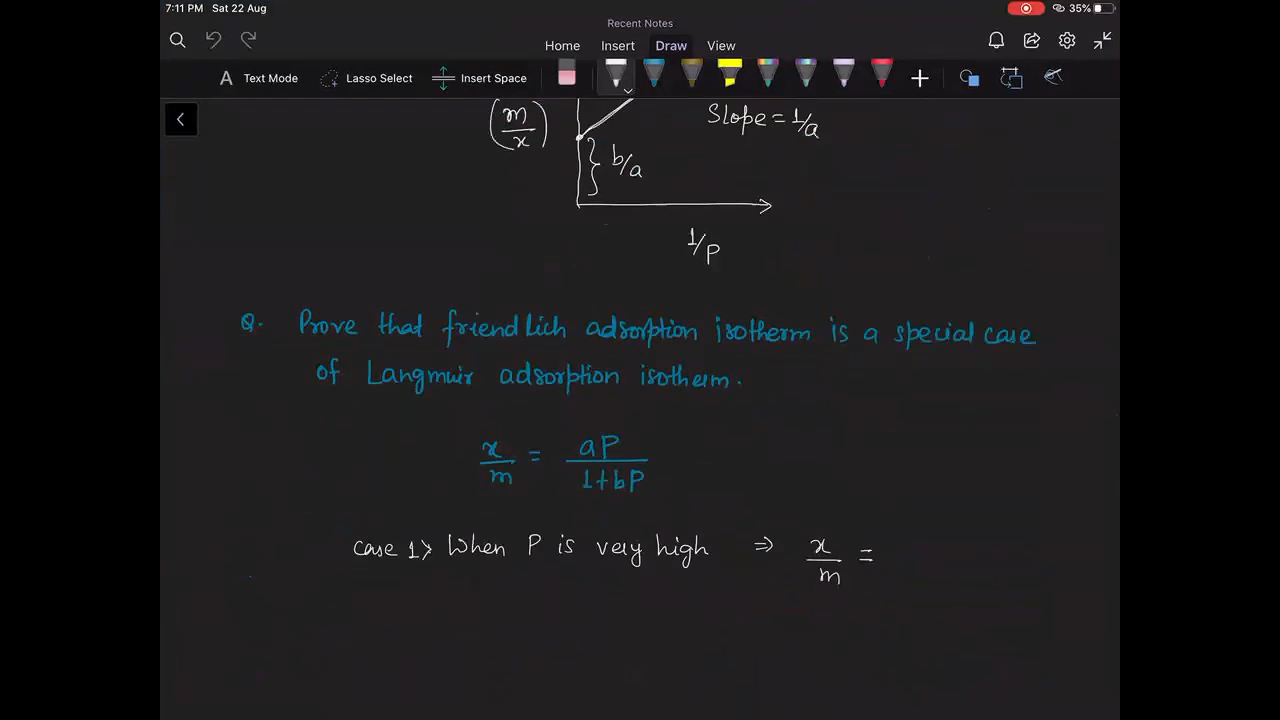 7:11 PM Sat 22 Aug
35%
Recent Notes
Home Insert Draw View
A Text Mode Lasso Select Insert Space
(m/x)
Slope = 1/a
b/a
1/P
Q. Prove that friendlich adsorption isotherm is a special case
of Langmuir adsorption isotherm.
x/m = aP/1+bP
case 1> When P is very high ⇒ x/m =